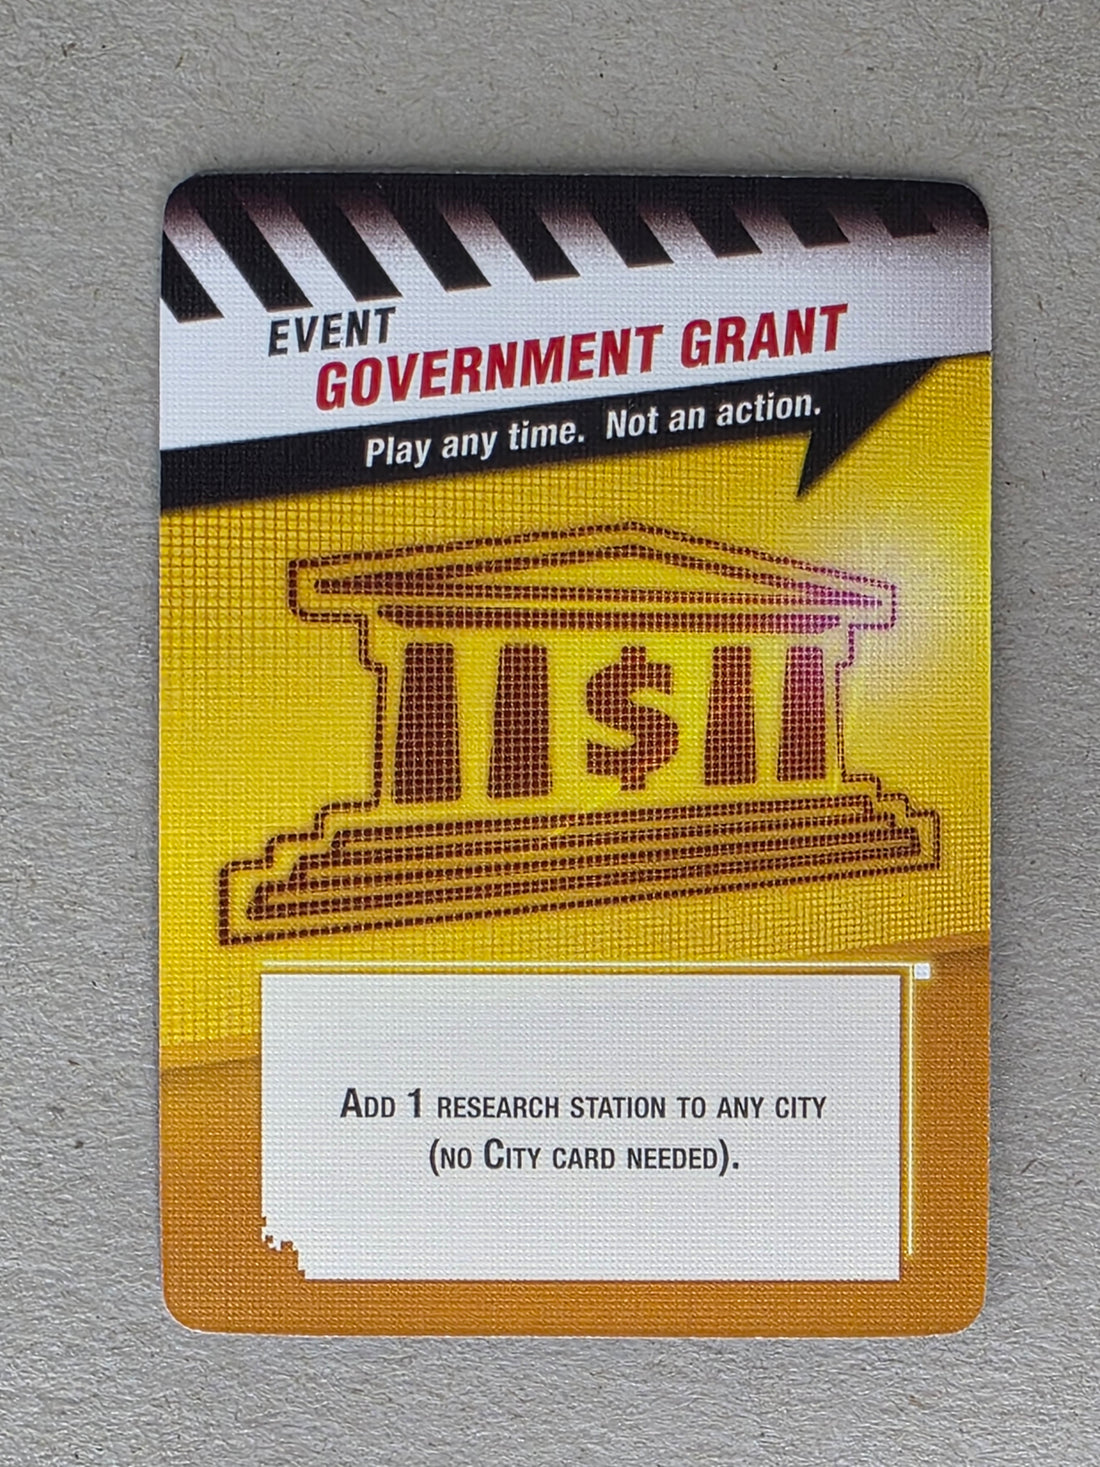 EVENT
GOVERNMENT GRANT
Play any time. Not an action.
$
Add 1 research station to any city
(no City card needed).